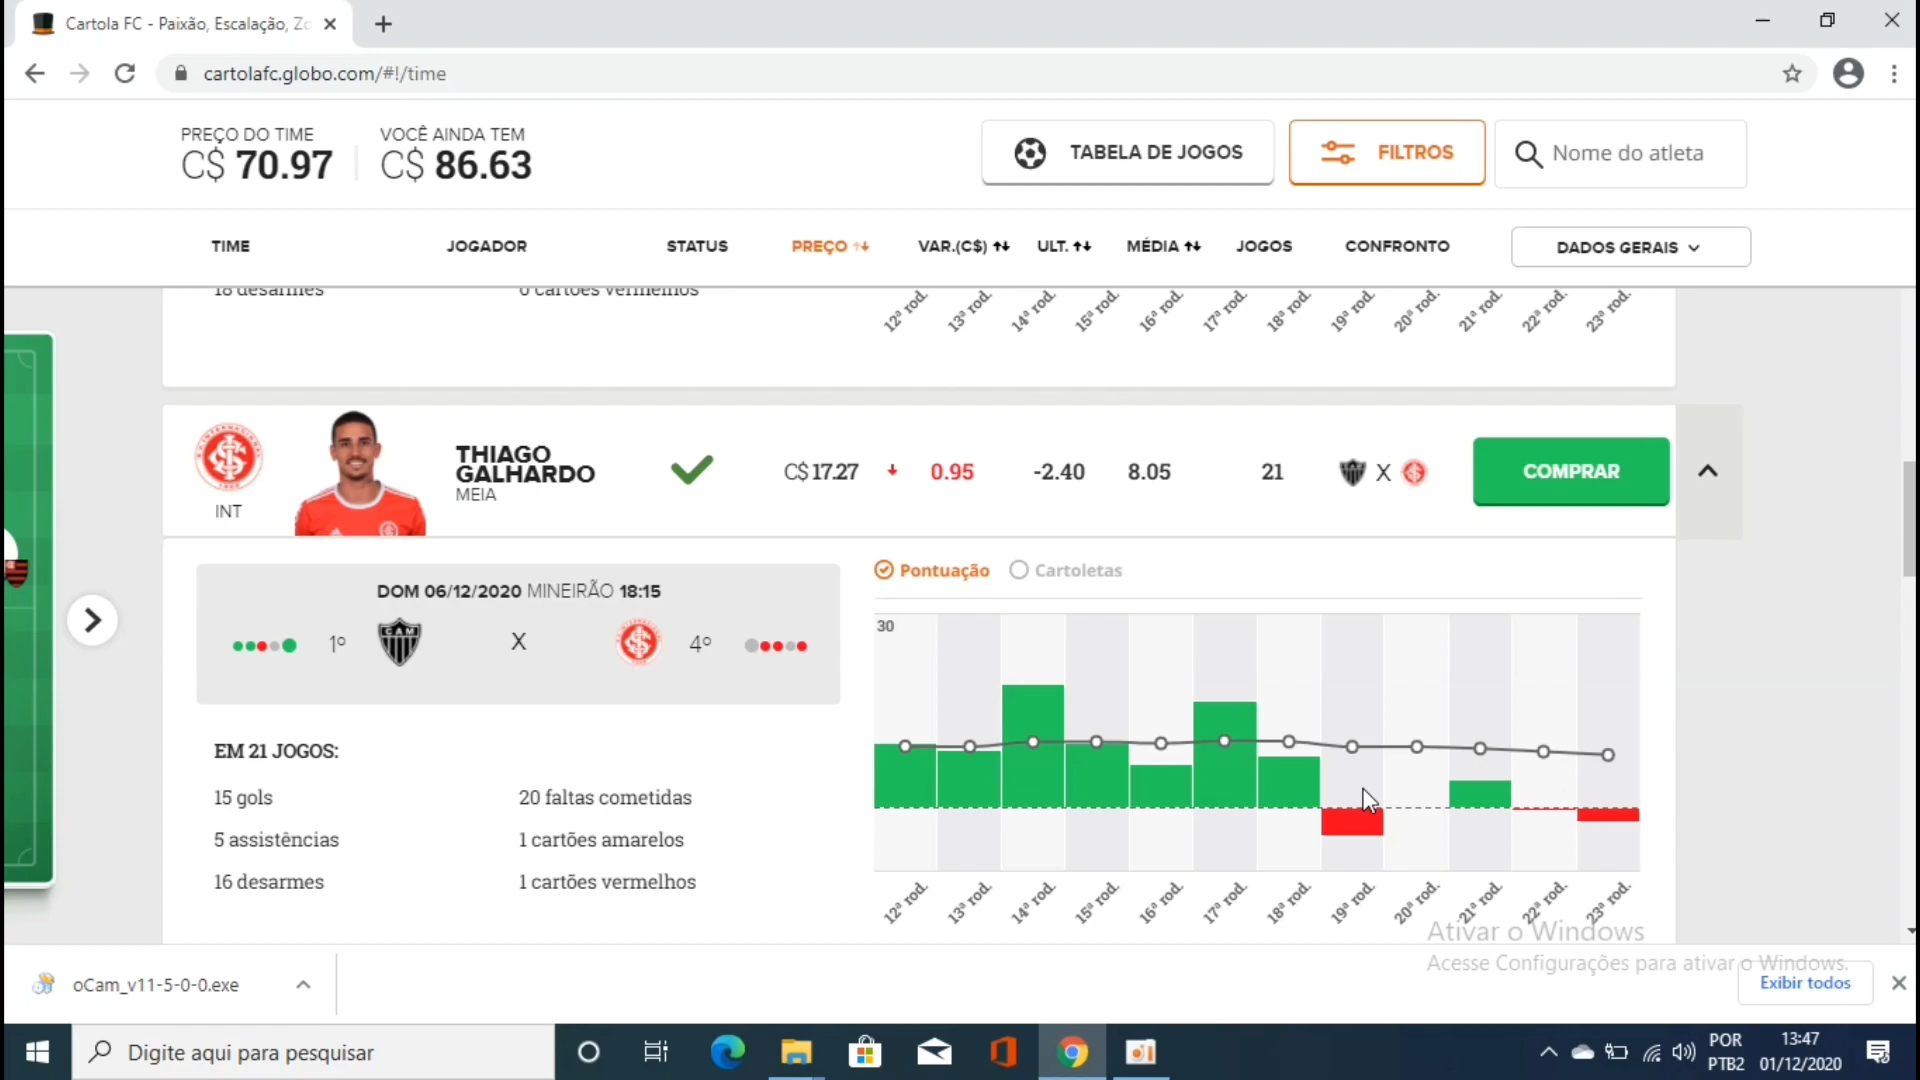 Cartola FC - Paixão, Escalação, Zo
cartolafc.globo.com/#!/time
PREÇO DO TIME
C$ 70.97
VOCÊ AINDA TEM
C$ 86.63
TABELA DE JOGOS
FILTROS
Nome do atleta
TIME JOGADOR STATUS PREÇO VAR.(C$) ULT. MÉDIA JOGOS CONFRONTO DADOS GERAIS
18 desarmes
0 cartões vermelhos
12ª rod. 13ª rod. 14ª rod. 15ª rod. 16ª rod. 17ª rod. 18ª rod. 19ª rod. 20ª rod. 21ª rod. 22ª rod. 23ª rod.
INT
THIAGO
GALHARDO
MEIA
C$ 17.27 0.95 -2.40 8.05 21 X COMPRAR
DOM 06/12/2020 MINEIRÃO 18:15
1º CAM X 4º
EM 21 JOGOS:
15 gols
20 faltas cometidas
5 assistências
1 cartões amarelos
16 desarmes
1 cartões vermelhos
Pontuação Cartoletas
30
12ª rod. 13ª rod. 14ª rod. 15ª rod. 16ª rod. 17ª rod. 18ª rod. 19ª rod. 20ª rod. 21ª rod. 22ª rod. 23ª rod.
Ativar o Windows
Acesse Configurações para ativar o Windows.
oCam_v11-5-0-0.exe
Exibir todos
Digite aqui para pesquisar
POR
PTB2
13:47
01/12/2020